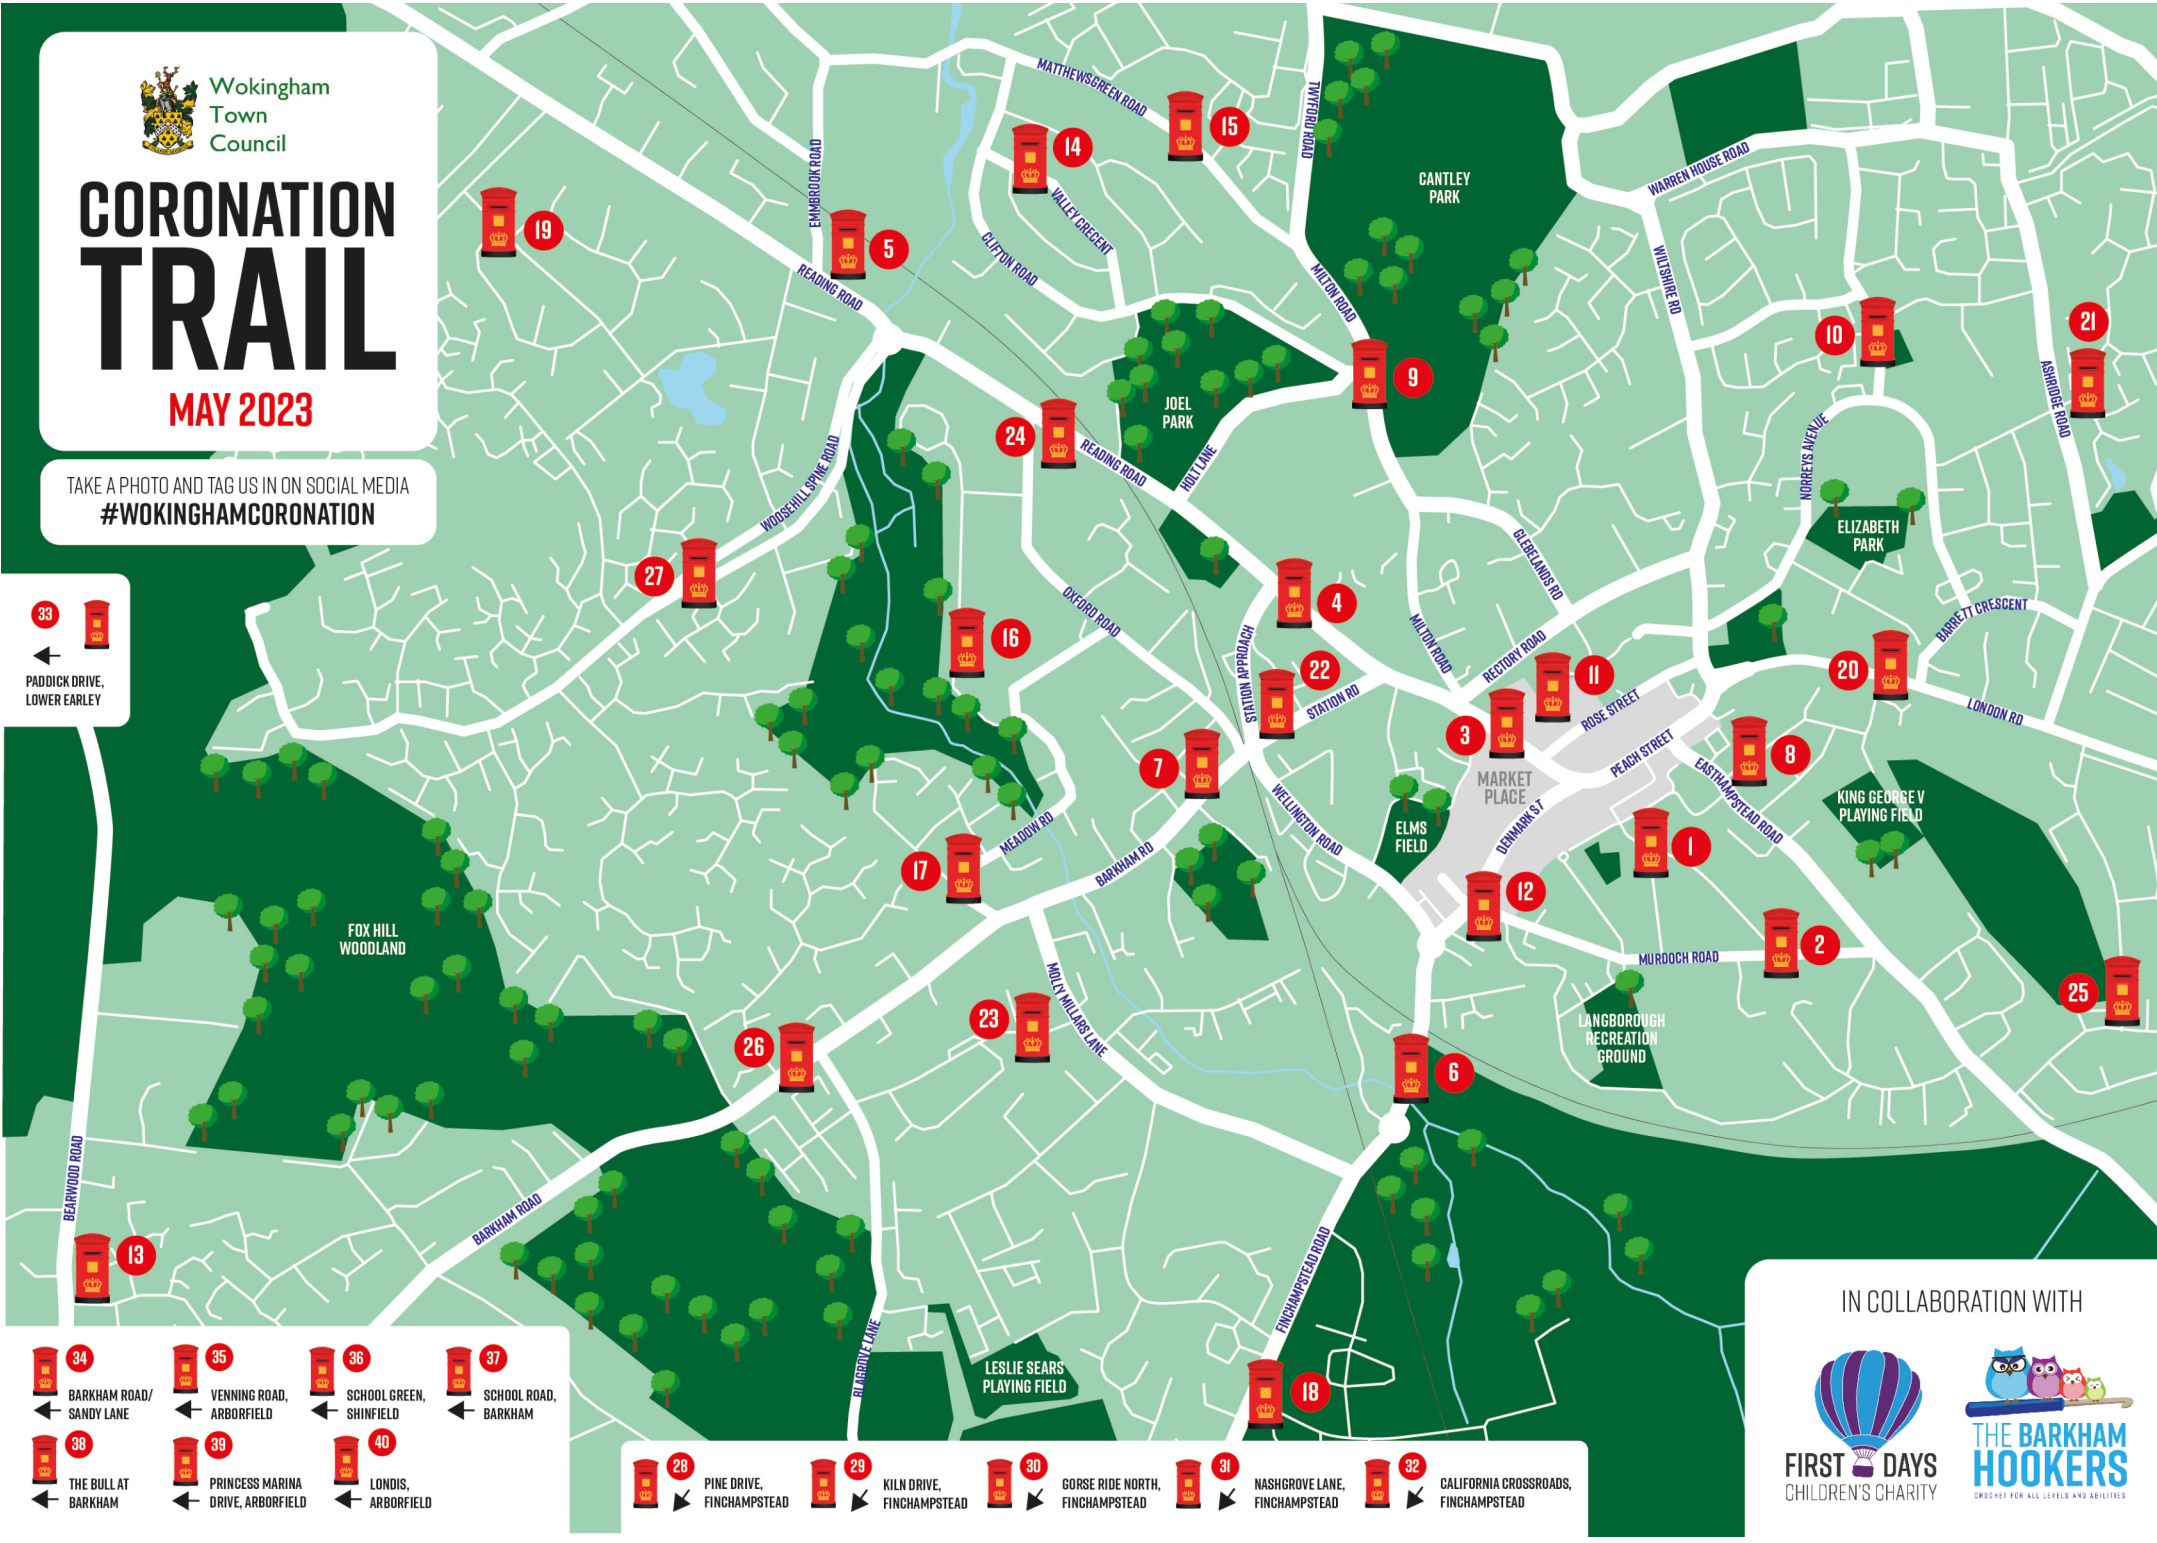 Wokingham
Town
Council
CORONATION
TRAIL
MAY 2023
TAKE A PHOTO AND TAG US IN ON SOCIAL MEDIA
#WOKINGHAMCORONATION
33
PADDICK DRIVE,
LOWER EARLEY
MATTHEWSGREEN ROAD
15
14
TWYFORD ROAD
EMMBROOK ROAD
CANTLEY
PARK
WARREN HOUSE ROAD
19
5
VALLEY CRECENT
CLIFTON ROAD
READING ROAD
MILTON ROAD
WILTSHIRE RD
10
21
9
ASHRIDGE ROAD
JOEL
PARK
24
READING ROAD
HOLT LANE
NORREYS AVENUE
WOOSEHILL SPINE ROAD
ELIZABETH
PARK
27
GLEBELANDS RD
OXFORD ROAD
4
BARRETT CRESCENT
16
STATION APPROACH
MILTON ROAD
RECTORY ROAD
22
STATION RD
11
20
ROSE STREET
LONDON RD
3
PEACH STREET
8
7
MARKET
PLACE
EASTHAMPSTEAD ROAD
KING GEORGE V
PLAYING FIELD
WELLINGTON ROAD
ELMS
FIELD
DENMARK ST
MEADOW RD
1
17
BARKHAM RD
12
FOX HILL
WOODLAND
2
MURDOCH ROAD
25
MOLLY MILLARS LANE
23
LANGBOROUGH
RECREATION
GROUND
26
6
BEARWOOD ROAD
BARKHAM ROAD
13
FINCHAMPSTEAD ROAD
BLAGROVE LANE
LESLIE SEARS
PLAYING FIELD
18
34
BARKHAM ROAD/
SANDY LANE
35
VENNING ROAD,
ARBORFIELD
36
SCHOOL GREEN,
SHINFIELD
37
SCHOOL ROAD,
BARKHAM
38
THE BULL AT
BARKHAM
39
PRINCESS MARINA
DRIVE, ARBORFIELD
40
LONDIS,
ARBORFIELD
28
PINE DRIVE,
FINCHAMPSTEAD
29
KILN DRIVE,
FINCHAMPSTEAD
30
GORSE RIDE NORTH,
FINCHAMPSTEAD
31
NASHGROVE LANE,
FINCHAMPSTEAD
32
CALIFORNIA CROSSROADS,
FINCHAMPSTEAD
IN COLLABORATION WITH
FIRST DAYS
CHILDREN'S CHARITY
THE BARKHAM
HOOKERS
CROCHET FOR ALL LEVELS AND ABILITIES